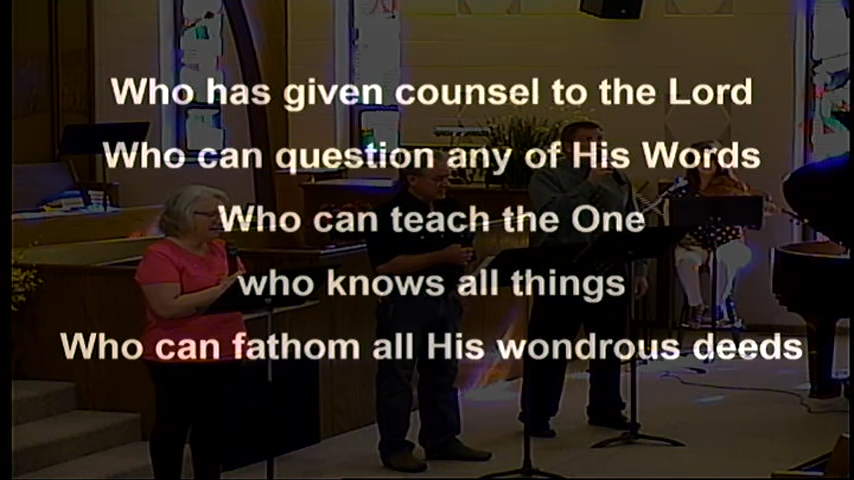 Who has given counsel to the Lord
Who can question any of His Words
Who can teach the One
who knows all things
Who can fathom all His wondrous deeds